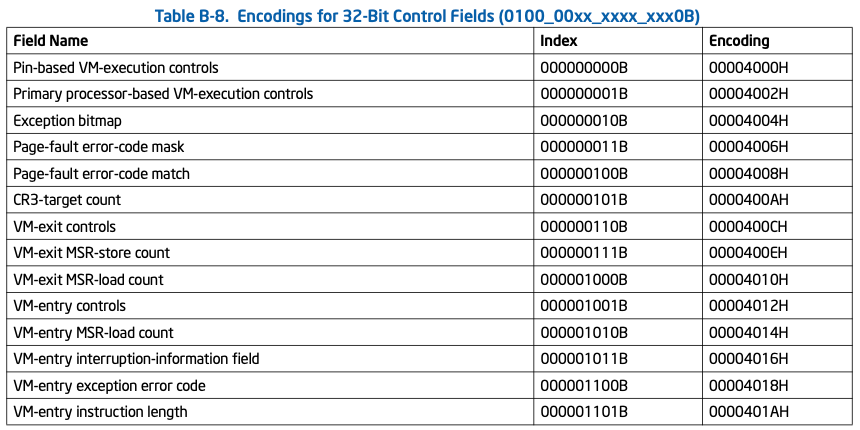 Table B-8. Encodings for 32-Bit Control Fields (0100_00xx_xxxx_xxx0B)
Field Name Index Encoding
Pin-based VM-execution controls 000000000B 00004000H
Primary processor-based VM-execution controls 000000001B 00004002H
Exception bitmap 000000010B 00004004H
Page-fault error-code mask 000000011B 00004006H
Page-fault error-code match 000000100B 00004008H
CR3-target count 000000101B 0000400AH
VM-exit controls 000000110B 0000400CH
VM-exit MSR-store count 000000111B 0000400EH
VM-exit MSR-load count 000001000B 00004010H
VM-entry controls 000001001B 00004012H
VM-entry MSR-load count 000001010B 00004014H
VM-entry interruption-information field 000001011B 00004016H
VM-entry exception error code 000001100B 00004018H
VM-entry instruction length 000001101B 0000401AH